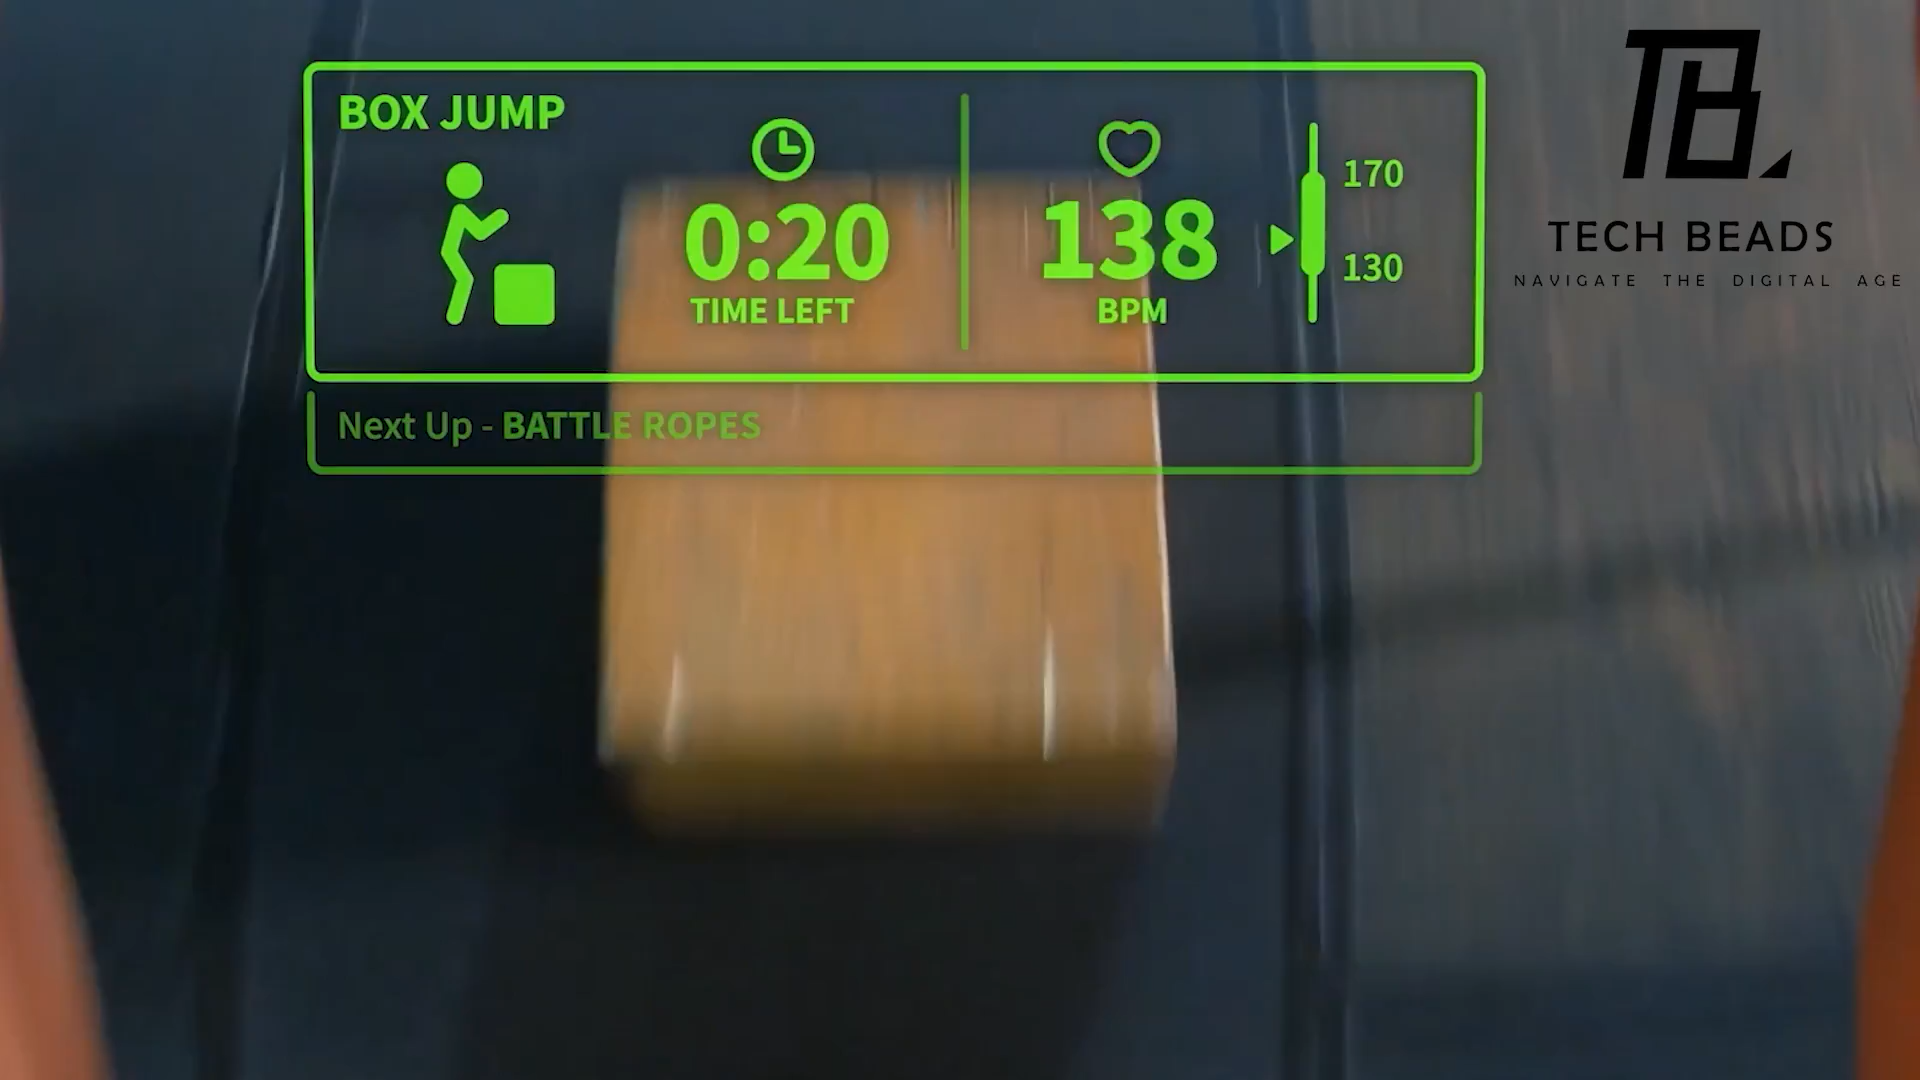 BOX JUMP
0:20
TIME LEFT
138
BPM
170
130
Next Up - BATTLE ROPES
TB.
TECH BEADS
NAVIGATE THE DIGITAL AGE